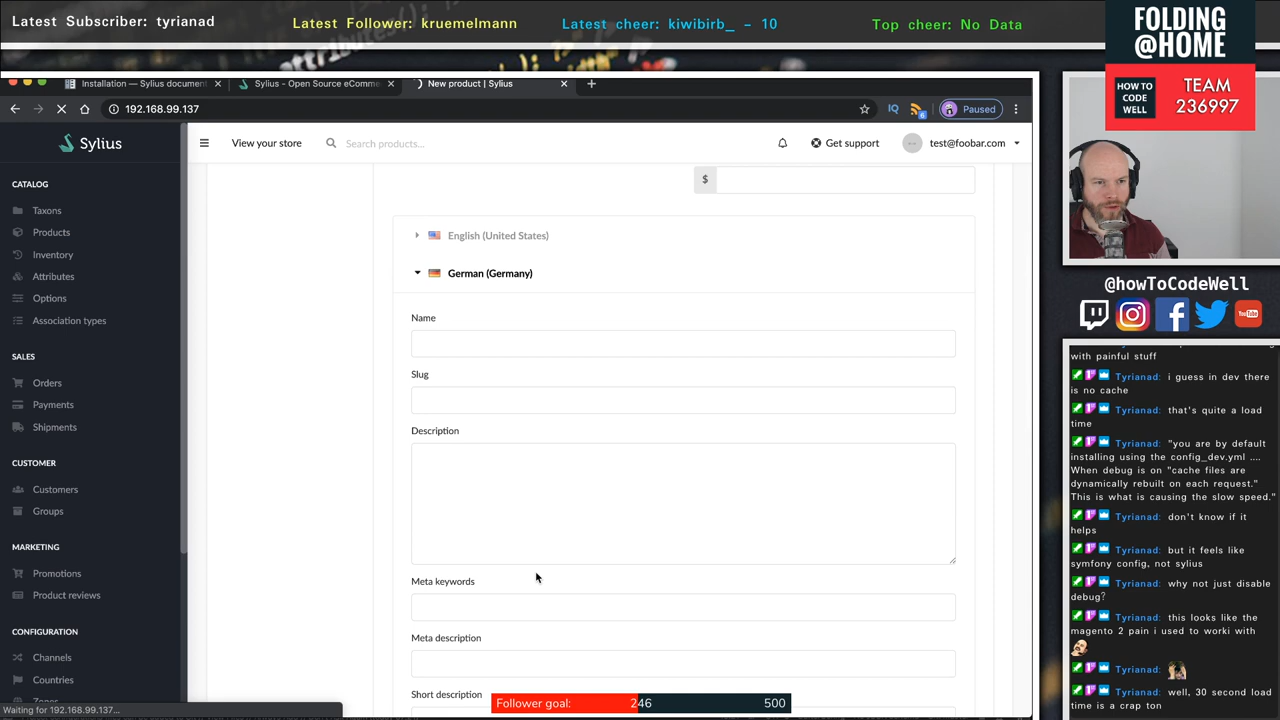 Latest Subscriber: tyrianad
Latest Follower: kruemelmann
Latest cheer: kiwibirb_ - 10
Top cheer: No Data
FOLDING
@HOME
HOW TO
CODE
WELL
TEAM
236997
Installation — Sylius document
Sylius - Open Source eComme
New product | Sylius
192.168.99.137
IQ
6
Paused
Sylius
View your store
Search products...
Get support
test@foobar.com
CATALOG
Taxons
Products
Inventory
Attributes
Options
Association types
SALES
Orders
Payments
Shipments
CUSTOMER
Customers
Groups
MARKETING
Promotions
Product reviews
CONFIGURATION
Channels
Countries
Zones
Waiting for 192.168.99.137...
$
English (United States)
German (Germany)
Name
Slug
Description
Meta keywords
Meta description
Short description
Follower goal:
246
500
@howToCodeWell
You Tube
with painful stuff
Tyrianad: i guess in dev there
is no cache
Tyrianad: that's quite a load
time
Tyrianad: "you are by default
installing using the config_dev.yml ....
When debug is on "cache files are
dynamically rebuilt on each request."
This is what is causing the slow speed."
Tyrianad: don't know if it
helps
Tyrianad: but it feels like
symfony config, not sylius
Tyrianad: why not just disable
debug?
Tyrianad: this looks like the
magento 2 pain i used to worki with
Tyrianad:
Tyrianad: well, 30 second load
time is a crap ton